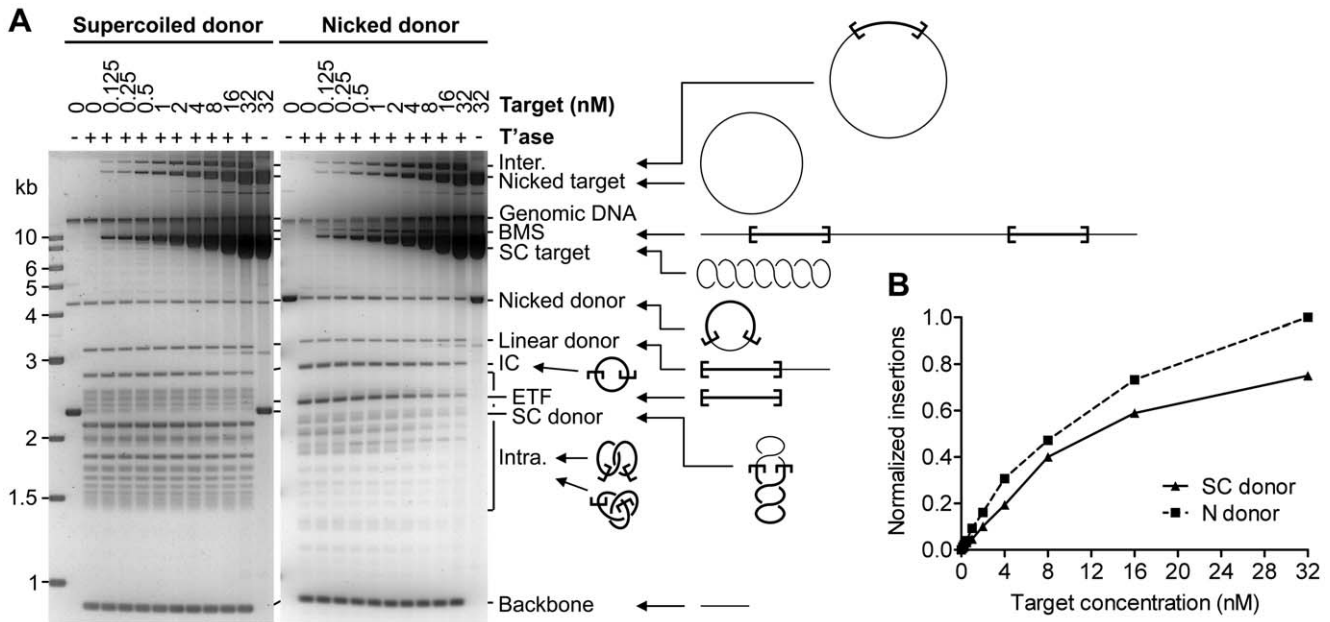 A
Supercoiled donor
Nicked donor
0 0 0.125 0.25 0.5 1 2 4 8 16 32 32
0 0 0.125 0.25 0.5 1 2 4 8 16 32 32
Target (nM)
- + + + + + + + + + + -
- + + + + + + + + + + -
T'ase
kb
10
6
5
4
3
2
1.5
1
Inter.
Nicked target
Genomic DNA
BMS
SC target
Nicked donor
Linear donor
IC
ETF
SC donor
Intra.
Backbone
B
Normalized insertions
1.0
0.8
0.6
0.4
0.2
0.0
SC donor
N donor
0 4 8 12 16 20 24 28 32
Target concentration (nM)